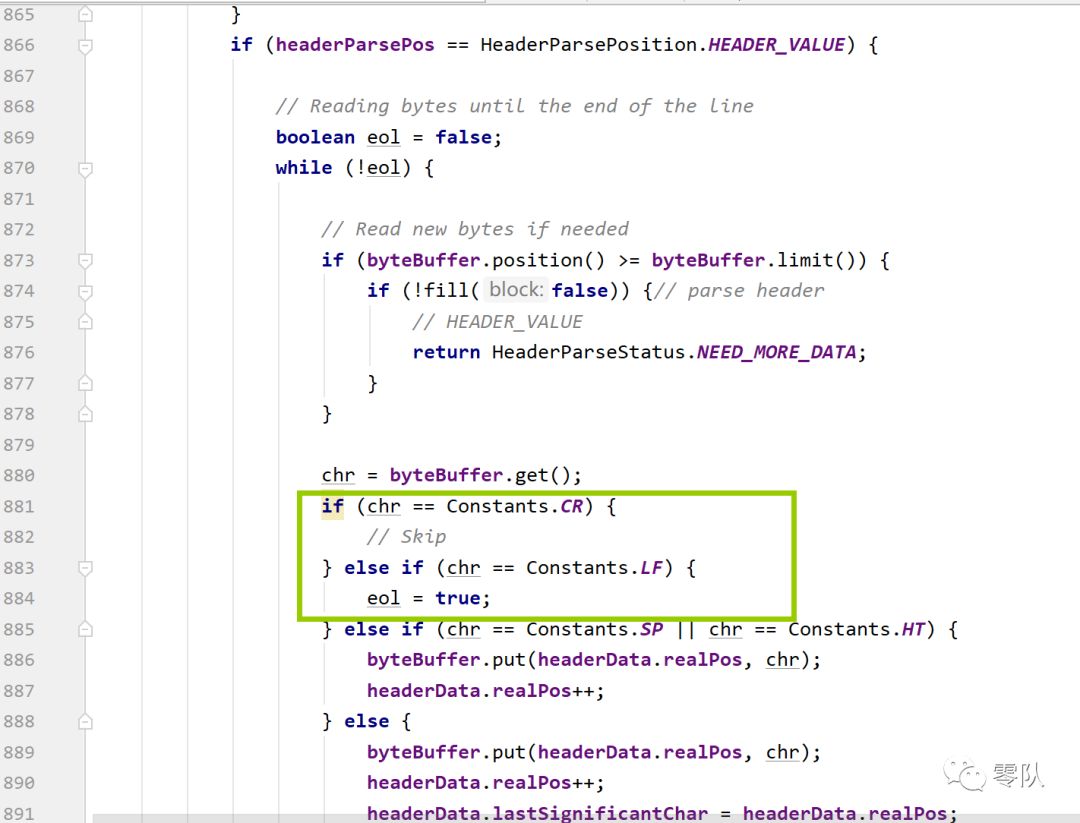 865 }
866 if (headerParsePos == HeaderParsePosition.HEADER_VALUE) {
867
868 // Reading bytes until the end of the line
869 boolean eol = false;
870 while (!eol) {
871
872 // Read new bytes if needed
873 if (byteBuffer.position() >= byteBuffer.limit()) {
874 if (!fill( block: false)) {// parse header
875 // HEADER_VALUE
876 return HeaderParseStatus.NEED_MORE_DATA;
877 }
878 }
879
880 chr = byteBuffer.get();
881 if (chr == Constants.CR) {
882 // Skip
883 } else if (chr == Constants.LF) {
884 eol = true;
885 } else if (chr == Constants.SP || chr == Constants.HT) {
886 byteBuffer.put(headerData.realPos, chr);
887 headerData.realPos++;
888 } else {
889 byteBuffer.put(headerData.realPos, chr);
890 headerData.realPos++;
891 headerData.lastSignificantChar = headerData.realPos;
零队